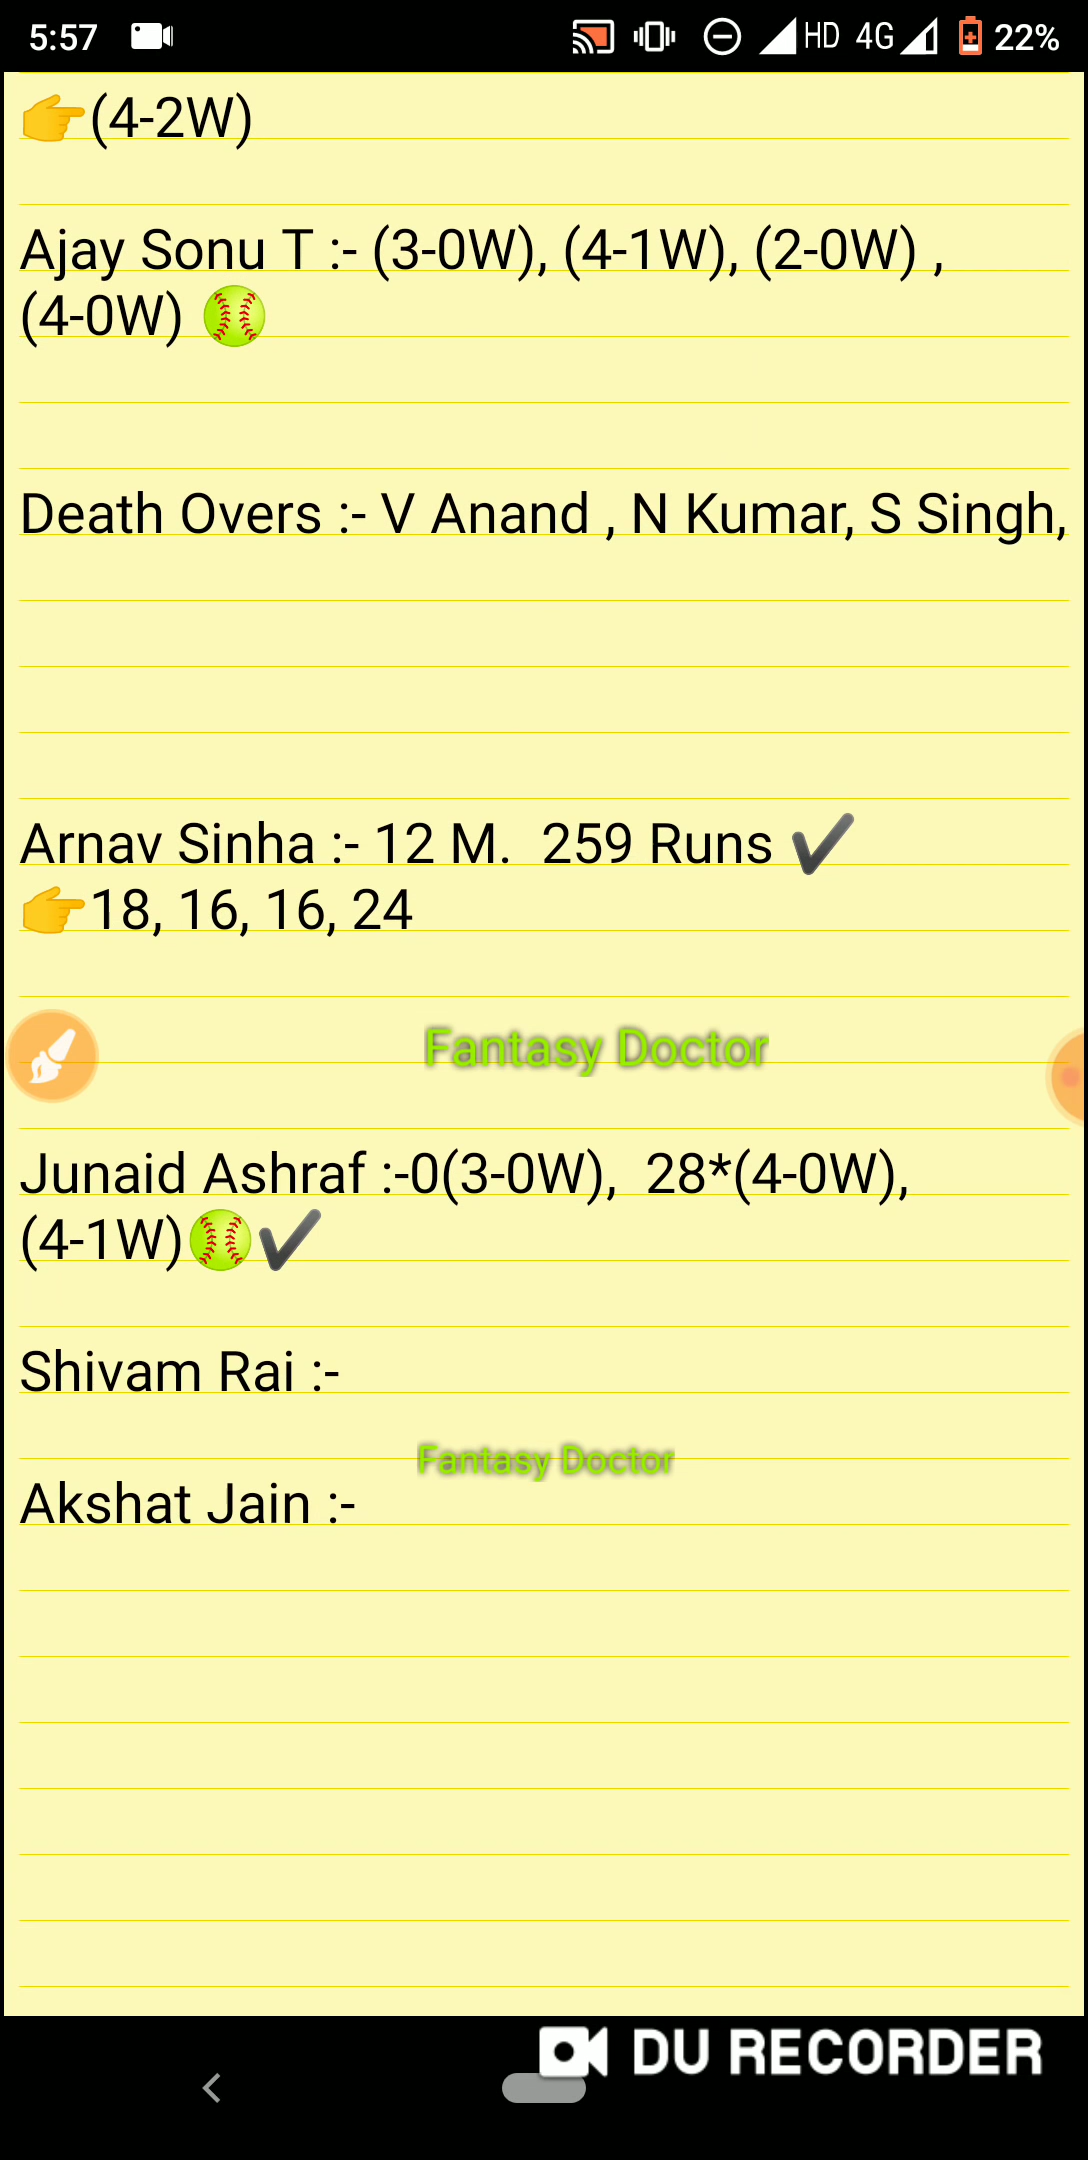 5:57 HD 4G 22%
👉(4-2W)
Ajay Sonu T :- (3-0W), (4-1W), (2-0W) ,
(4-0W) 🥎
Death Overs :- V Anand , N Kumar, S Singh,
Arnav Sinha :- 12 M.  259 Runs ✔
👉18, 16, 16, 24
Fantasy Doctor
Junaid Ashraf :-0(3-0W),  28*(4-0W),
(4-1W)🥎✔
Shivam Rai :-
Fantasy Doctor
Akshat Jain :-
DU RECORDER